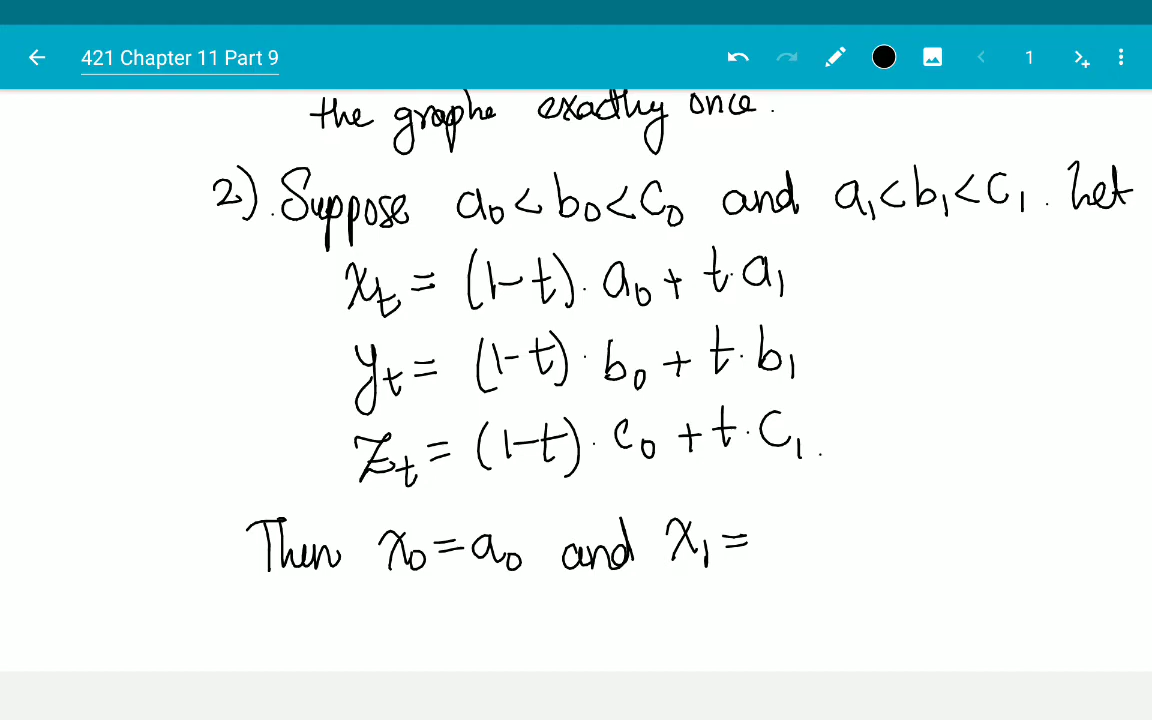 421 Chapter 11 Part 9
1
the graphe exactly once.
2). Suppose a₀ < b₀ < c₀ and a₁ < b₁ < c₁. Let
xₜ = (1-t). a₀ + t. a₁
yₜ = (1-t). b₀ + t. b₁
zₜ = (1-t). c₀ + t. c₁.
Then x₀ = a₀ and x₁ =